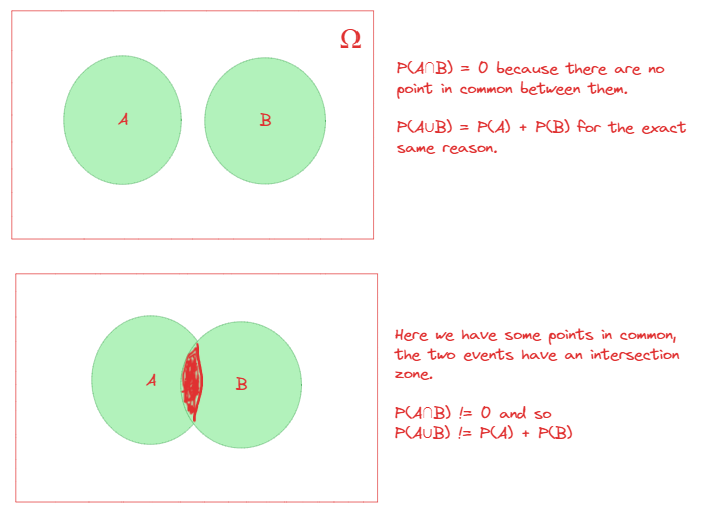 Ω
A
B
P(A∩B) = 0 because there are no
point in common between them.
P(A∪B) = P(A) + P(B) for the exact
same reason.
A
B
Here we have some points in common,
the two events have an intersection
zone.
P(A∩B) != 0 and so
P(A∪B) != P(A) + P(B)